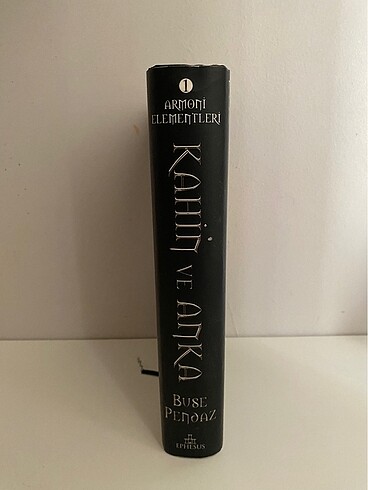 1
ARMONİ
ELEMENTLERİ
KAHİN VE ANKA
BUSE
PENDAZ
EPHESUS